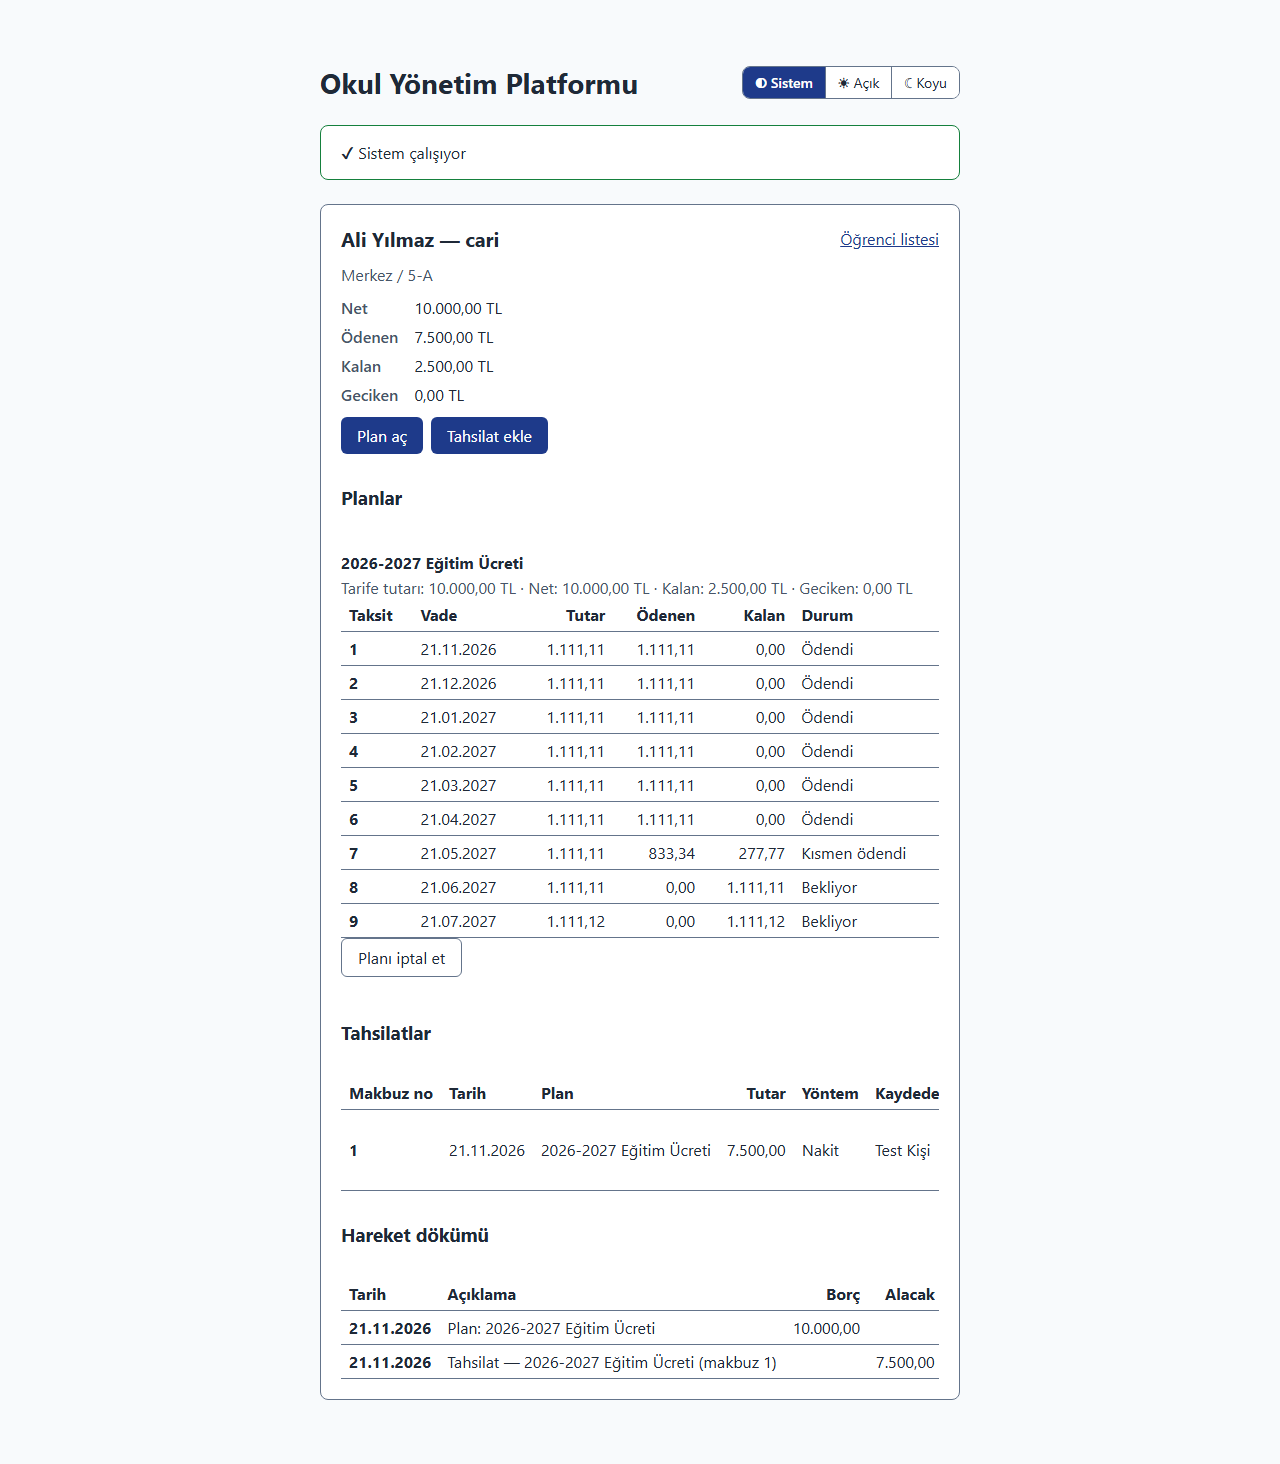 Okul Yönetim Platformu
◐ Sistem ☀ Açık ☾ Koyu
✓ Sistem çalışıyor
Ali Yılmaz — cari Öğrenci listesi
Merkez / 5-A
Net 10.000,00 TL
Ödenen 7.500,00 TL
Kalan 2.500,00 TL
Geciken 0,00 TL
Plan aç Tahsilat ekle
Planlar
2026-2027 Eğitim Ücreti
Tarife tutarı: 10.000,00 TL · Net: 10.000,00 TL · Kalan: 2.500,00 TL · Geciken: 0,00 TL
Taksit Vade Tutar Ödenen Kalan Durum
1 21.11.2026 1.111,11 1.111,11 0,00 Ödendi
2 21.12.2026 1.111,11 1.111,11 0,00 Ödendi
3 21.01.2027 1.111,11 1.111,11 0,00 Ödendi
4 21.02.2027 1.111,11 1.111,11 0,00 Ödendi
5 21.03.2027 1.111,11 1.111,11 0,00 Ödendi
6 21.04.2027 1.111,11 1.111,11 0,00 Ödendi
7 21.05.2027 1.111,11 833,34 277,77 Kısmen ödendi
8 21.06.2027 1.111,11 0,00 1.111,11 Bekliyor
9 21.07.2027 1.111,12 0,00 1.111,12 Bekliyor
Planı iptal et
Tahsilatlar
Makbuz no Tarih Plan Tutar Yöntem Kaydede
1 21.11.2026 2026-2027 Eğitim Ücreti 7.500,00 Nakit Test Kişi
Hareket dökümü
Tarih Açıklama Borç Alacak
21.11.2026 Plan: 2026-2027 Eğitim Ücreti 10.000,00
21.11.2026 Tahsilat — 2026-2027 Eğitim Ücreti (makbuz 1) 7.500,00